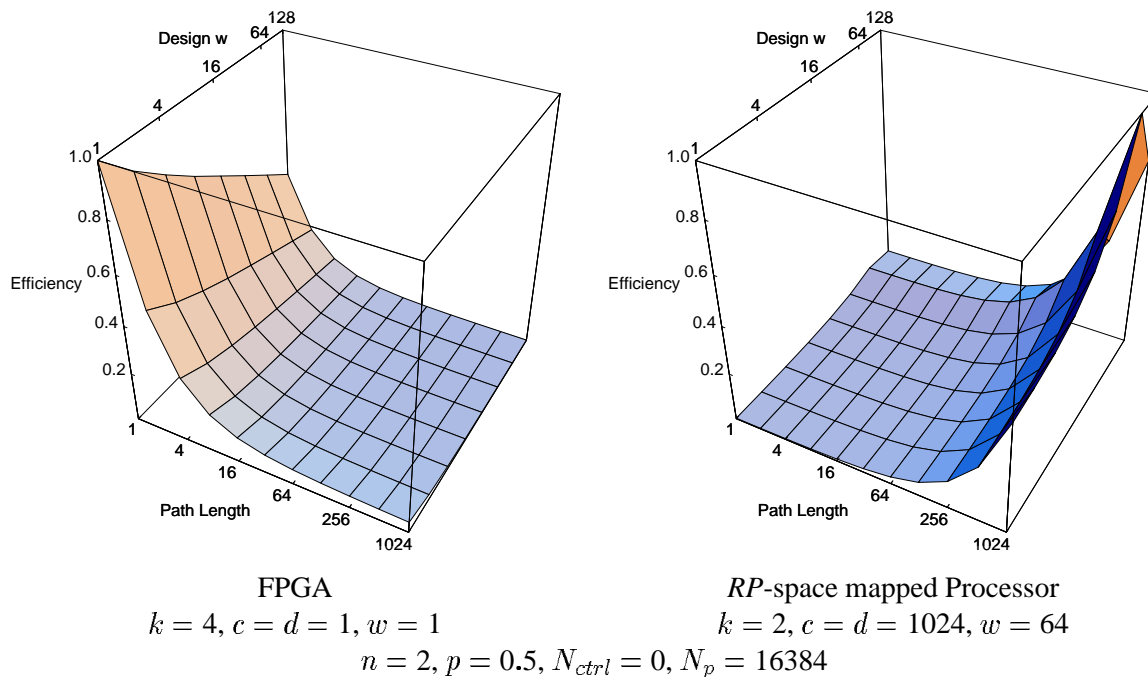 Design w
128
64
16
4
1
1.0
0.8
0.6
0.4
0.2
Efficiency
1
4
16
64
256
1024
Path Length
Design w
128
64
16
4
1
1.0
0.8
0.6
0.4
0.2
Efficiency
1
4
16
64
256
1024
Path Length
FPGA
k = 4, c = d = 1, w = 1
RP-space mapped Processor
k = 2, c = d = 1024, w = 64
n = 2, p = 0.5, N_{ctrl} = 0, N_p = 16384